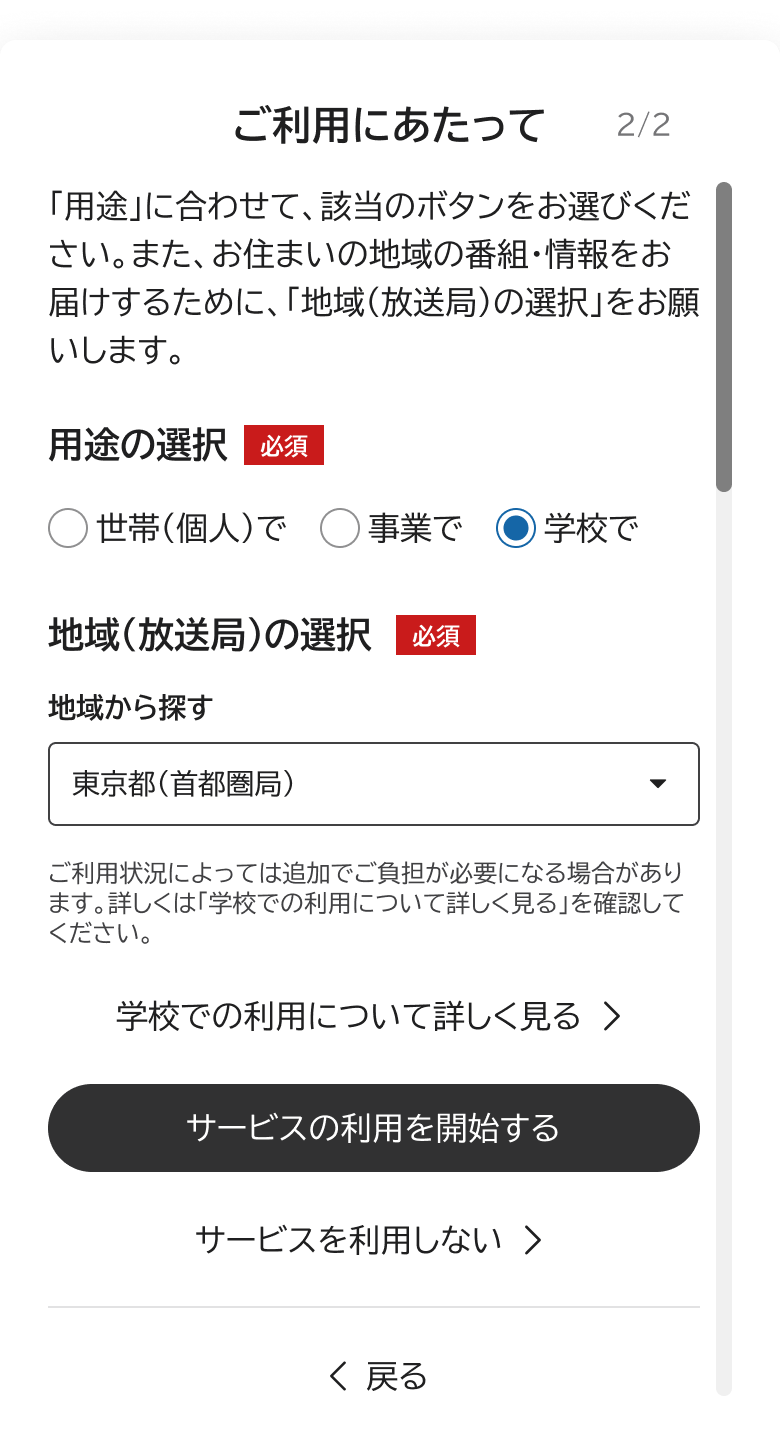 ご利用にあたって 2/2
「用途」に合わせて、該当のボタンをお選びくだ
さい。また、お住まいの地域の番組・情報をお
届けするために、「地域(放送局)の選択」をお願
いします。
用途の選択 必須
世帯(個人)で 事業で 学校で
地域(放送局)の選択 必須
地域から探す
東京都(首都圏局)
ご利用状況によっては追加でご負担が必要になる場合があり
ます。詳しくは「学校での利用について詳しく見る」を確認して
ください。
学校での利用について詳しく見る
サービスの利用を開始する
サービスを利用しない
戻る